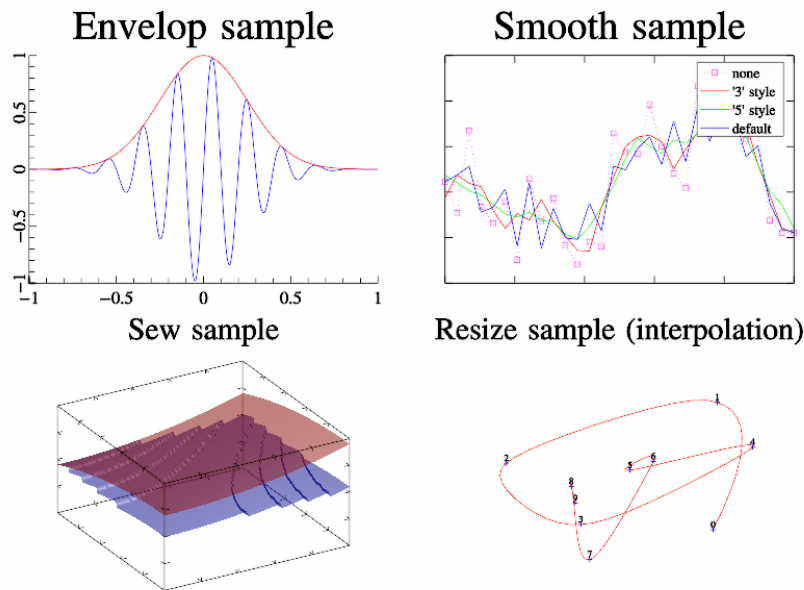 Envelop sample
1
0.5
0
−0.5
−1
−1
−0.5
0
0.5
1
Smooth sample
none
'3' style
'5' style
default
Sew sample
Resize sample (interpolation)
1
4
2
6
5
8
9
3
0
7